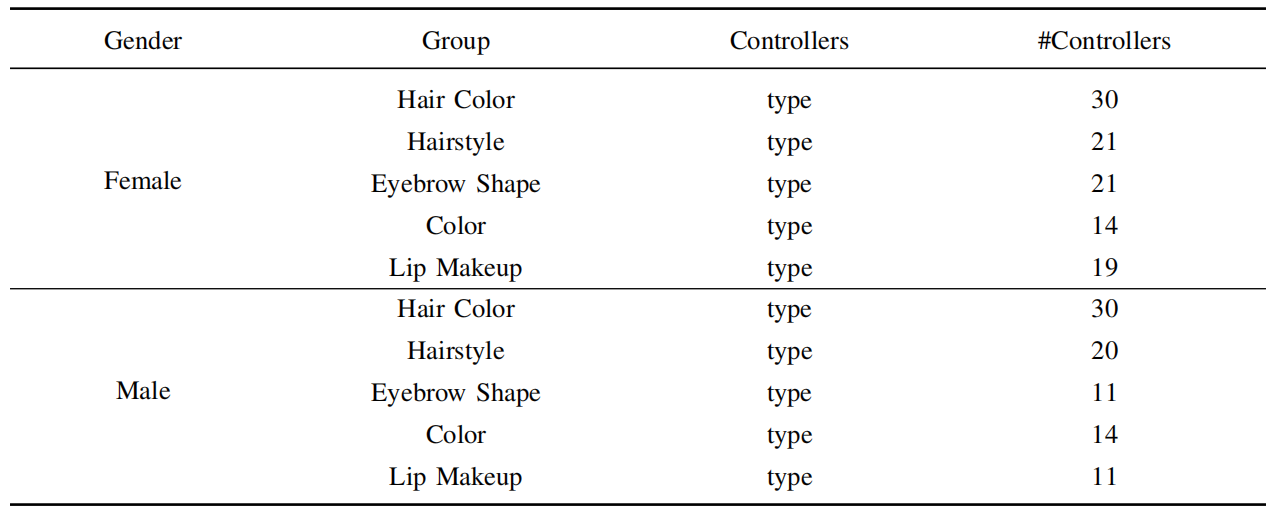 Gender Group Controllers #Controllers
Hair Color type 30
Hairstyle type 21
Female Eyebrow Shape type 21
Color type 14
Lip Makeup type 19
Hair Color type 30
Hairstyle type 20
Male Eyebrow Shape type 11
Color type 14
Lip Makeup type 11